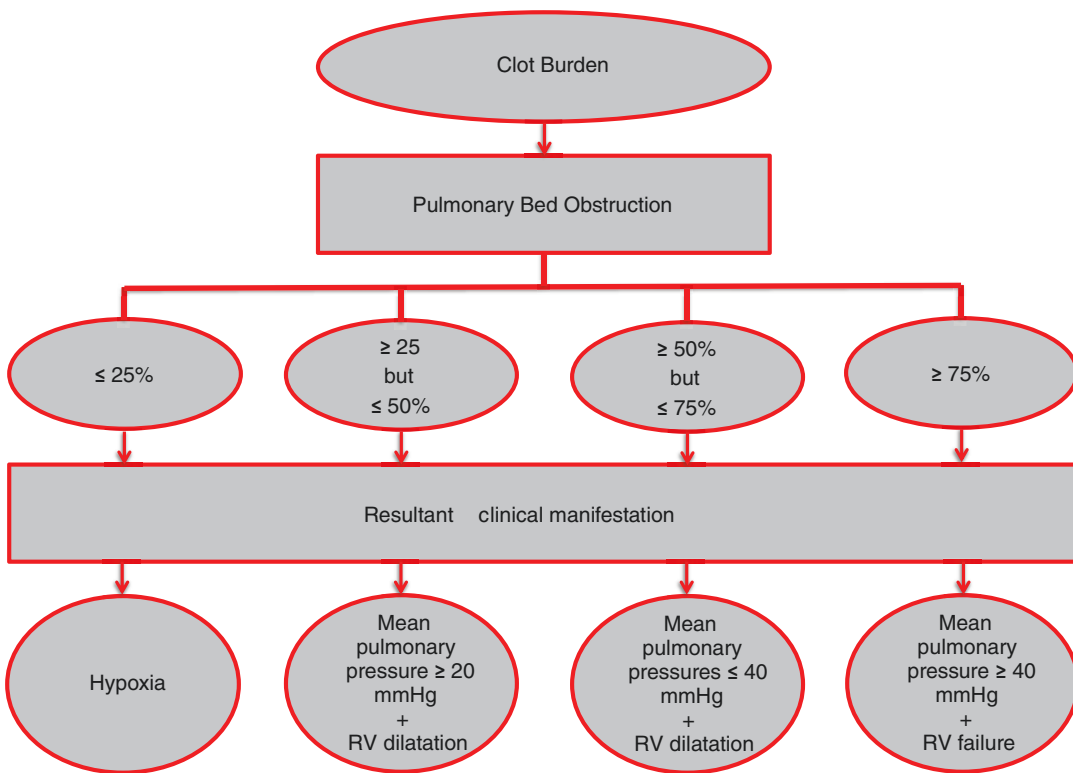 Clot Burden
Pulmonary Bed Obstruction
≤ 25%
≥ 25
but
≤ 50%
≥ 50%
but
≤ 75%
≥ 75%
Resultant clinical manifestation
Hypoxia
Mean
pulmonary
pressure ≥ 20
mmHg
+
RV dilatation
Mean
pulmonary
pressures ≤ 40
mmHg
+
RV dilatation
Mean
pulmonary
pressure ≥ 40
mmHg
+
RV failure